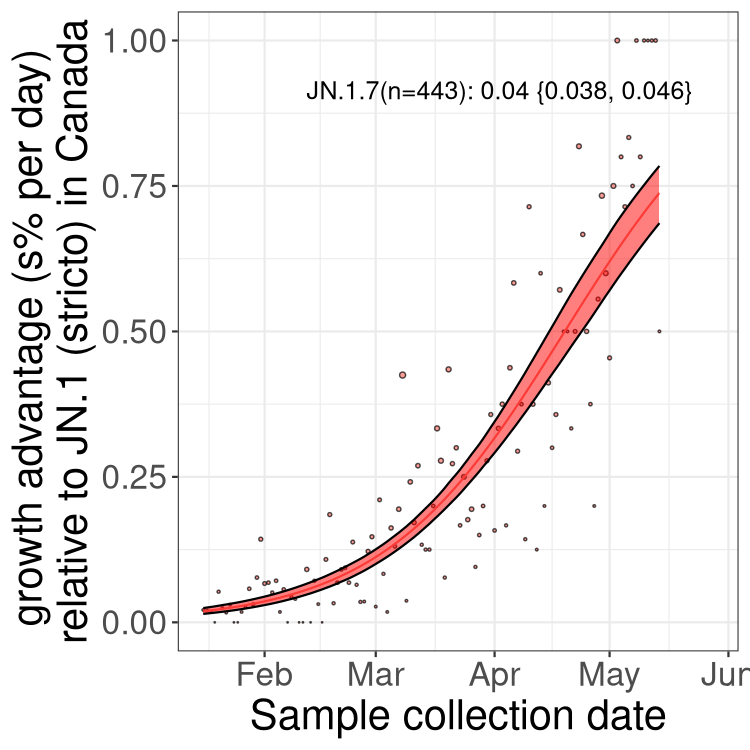 growth advantage (s% per day)
relative to JN.1 (stricto) in Canada
1.00
0.75
0.50
0.25
0.00
JN.1.7(n=443): 0.04 {0.038, 0.046}
Feb Mar Apr May Jun
Sample collection date